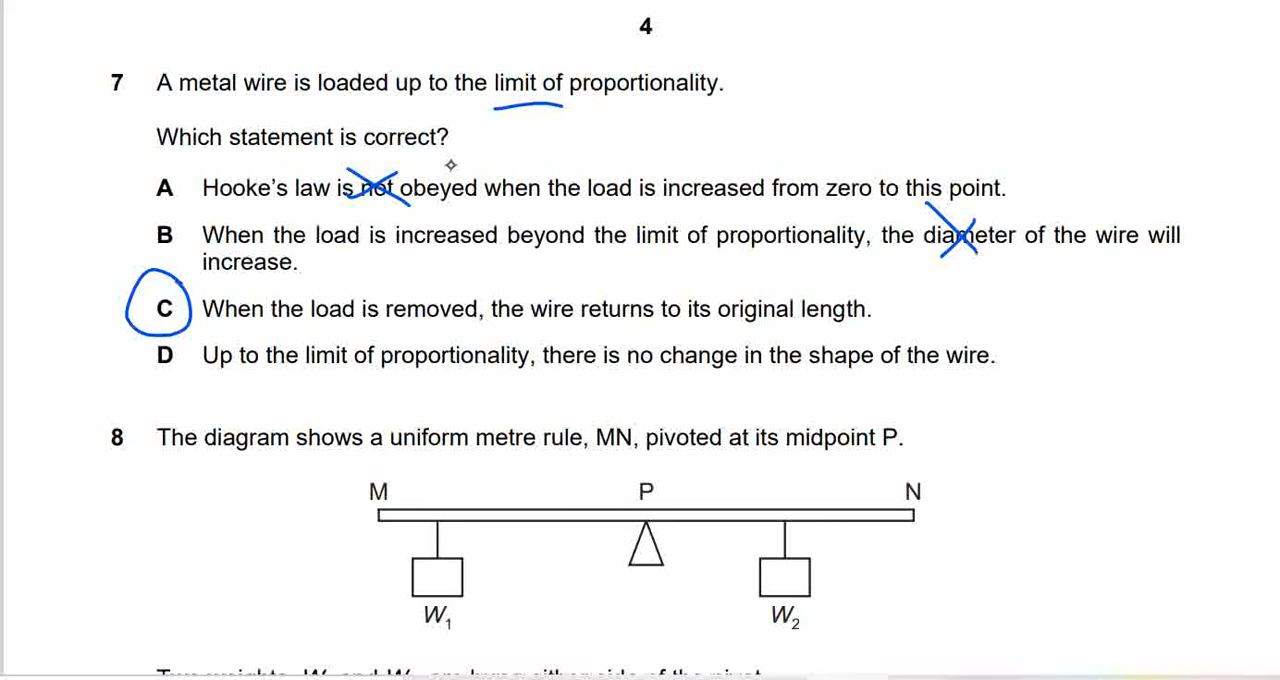 4
7 A metal wire is loaded up to the limit of proportionality.
Which statement is correct?
A Hooke's law is not obeyed when the load is increased from zero to this point.
B When the load is increased beyond the limit of proportionality, the diameter of the wire will
increase.
C When the load is removed, the wire returns to its original length.
D Up to the limit of proportionality, there is no change in the shape of the wire.
8 The diagram shows a uniform metre rule, MN, pivoted at its midpoint P.
M P N
W1 W2